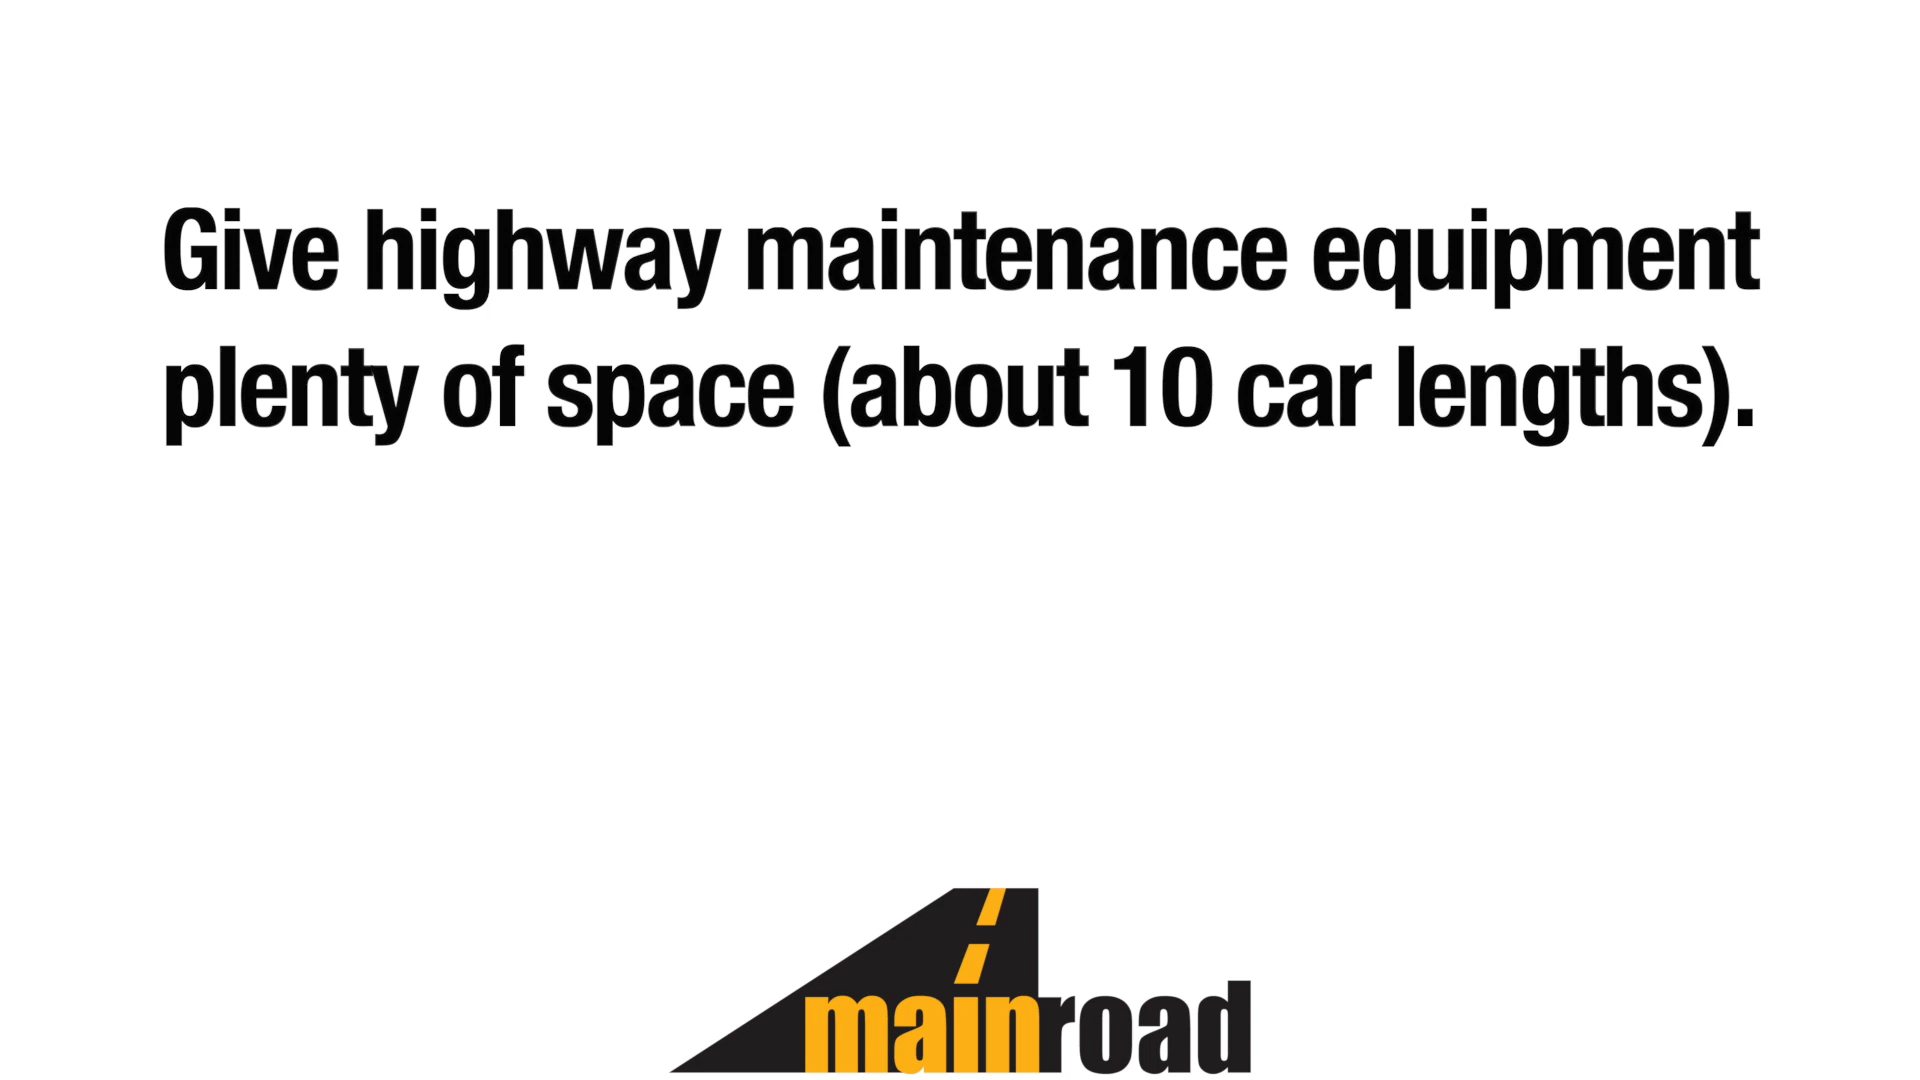 Give highway maintenance equipment
plenty of space (about 10 car lengths).
mainroad